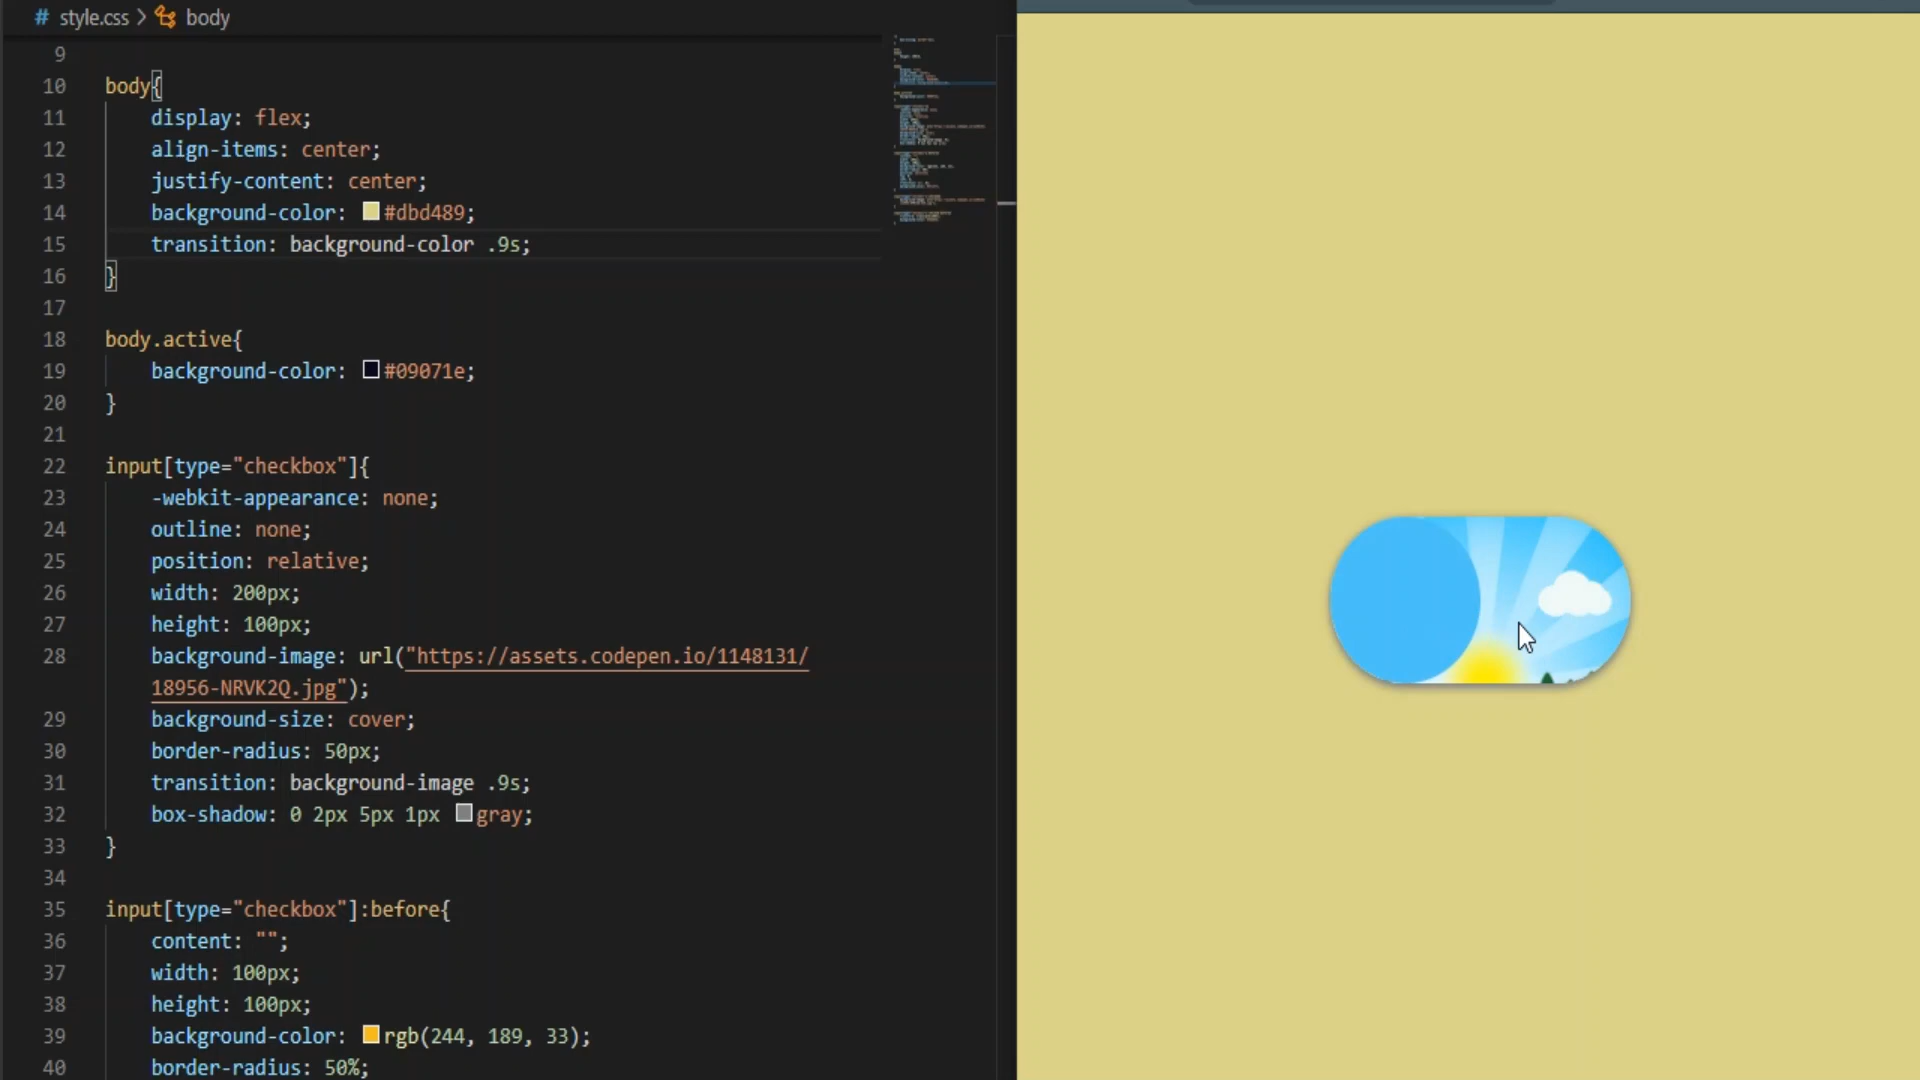 # style.css > body
9
10 body{
11 display: flex;
12 align-items: center;
13 justify-content: center;
14 background-color: #dbd489;
15 transition: background-color .9s;
16 }
17
18 body.active{
19 background-color: #09071e;
20 }
21
22 input[type="checkbox"]{
23 -webkit-appearance: none;
24 outline: none;
25 position: relative;
26 width: 200px;
27 height: 100px;
28 background-image: url("https://assets.codepen.io/1148131/
18956-NRVK2Q.jpg");
29 background-size: cover;
30 border-radius: 50px;
31 transition: background-image .9s;
32 box-shadow: 0 2px 5px 1px gray;
33 }
34
35 input[type="checkbox"]:before{
36 content: "";
37 width: 100px;
38 height: 100px;
39 background-color: rgb(244, 189, 33);
40 border-radius: 50%;